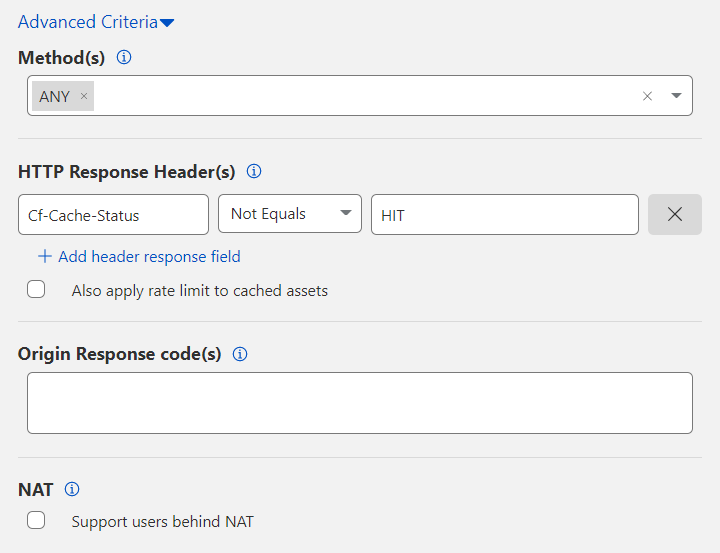 Advanced Criteria
Method(s)
ANY ×
HTTP Response Header(s)
Cf-Cache-Status Not Equals HIT
+ Add header response field
Also apply rate limit to cached assets
Origin Response code(s)
NAT
Support users behind NAT